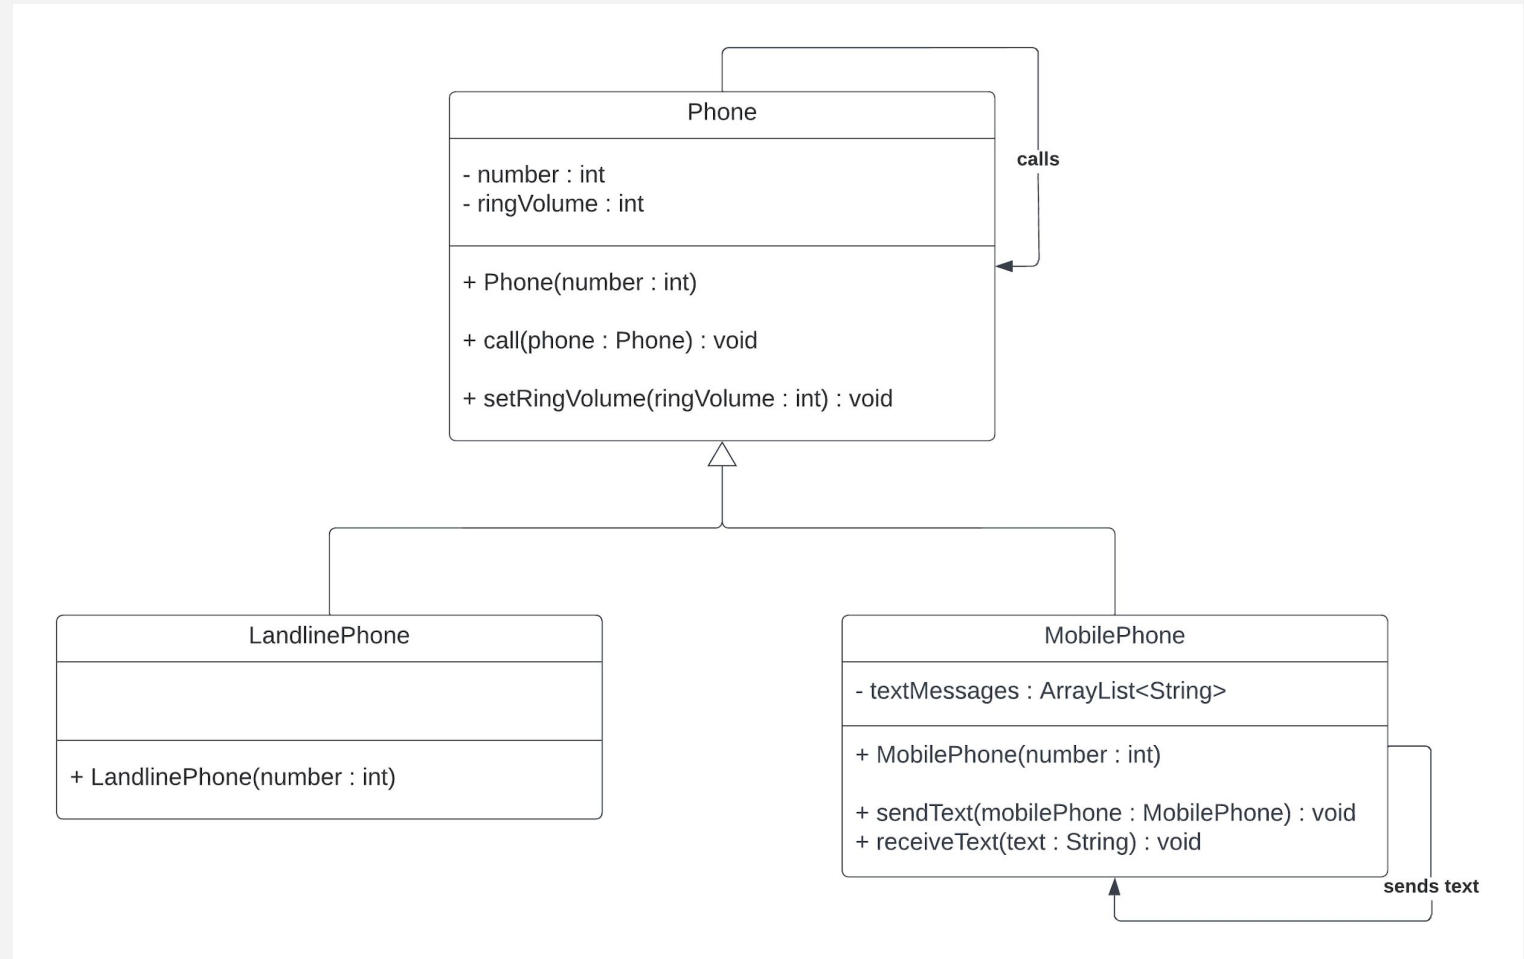 Phone
- number : int
- ringVolume : int
calls
+ Phone(number : int)
+ call(phone : Phone) : void
+ setRingVolume(ringVolume : int) : void
LandlinePhone
+ LandlinePhone(number : int)
MobilePhone
- textMessages : ArrayList<String>
+ MobilePhone(number : int)
+ sendText(mobilePhone : MobilePhone) : void
+ receiveText(text : String) : void
sends text